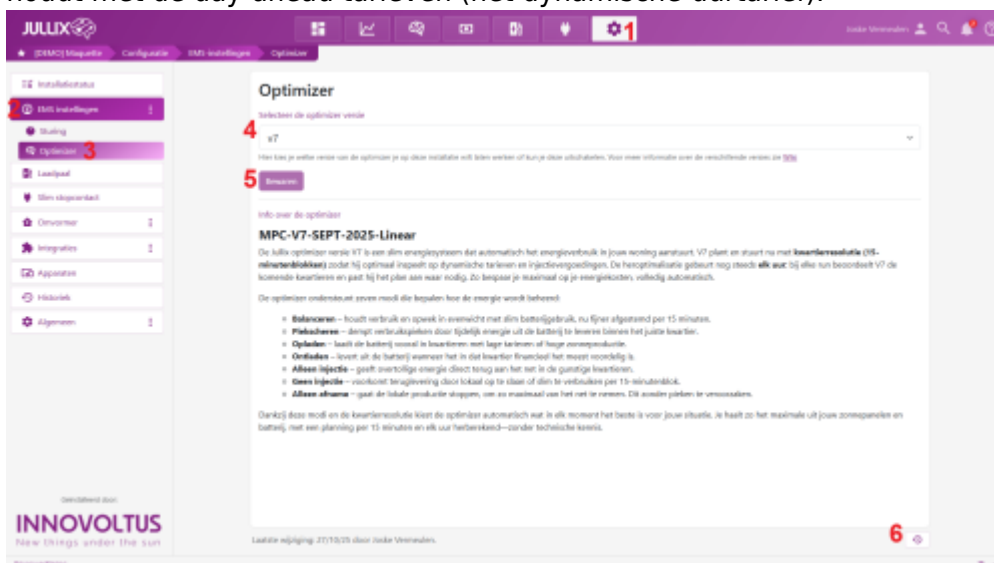 houdt met de day-ahead tarieven (het dynamische uurtarief).
JULLIX
1
Joske Vermeulen
[DEMO] Maquette
Configuratie
EMS-instellingen
Optimizer
Installatiestatus
2 EMS instellingen
Sturing
Optimizer 3
Laadpaal
Slim stopcontact
Omvormer
Integraties
Apparaten
Historiek
Algemeen
Optimizer
Selecteer de optimizer versie
4 v7
Hier kies je welke versie van de optimizer je op deze installatie wilt laten werken of kun je deze uitschakelen. Voor meer informatie over de verschillende versies zie
5 Bewaren
Info over de optimizer
MPC-V7-SEPT-2025-Linear
De Jullix optimizer versie V7 is een slim energiesysteem dat automatisch het energieverbruik in jouw woning aanstuurt. V7 plant en stuurt nu met kwartierresolutie (15-
minutenblokken) zodat hij optimaal inspeelt op dynamische tarieven en injectievergoedingen. De heroptimalisatie gebeurt nog steeds elk uur: bij elke run beoordeelt V7 de
komende kwartieren en past hij het plan aan waar nodig. Zo bespaar je maximaal op je energiekosten, volledig automatisch.
De optimizer ondersteunt zeven modi die bepalen hoe de energie wordt beheerd:
Balanceren – houdt verbruik en opwek in evenwicht met slim batterijgebruik, nu fijner afgestemd per 15 minuten.
Piekscheren – dempt verbruikspieken door tijdelijk energie uit de batterij te leveren binnen het juiste kwartier.
Opladen – laadt de batterij vooral in kwartieren met lage tarieven of hoge zonneproductie.
Ontladen – levert uit de batterij wanneer het in dat kwartier financieel het meest voordelig is.
Alleen injectie – geeft overtollige energie direct terug aan het net in de gunstige kwartieren.
Geen injectie – voorkomt teruglevering door lokaal op te slaan of slim te verbruiken per 15-minutenblok.
Alleen afname – gaat de lokale productie stoppen, om zo maximaal van het net te nemen. Dit zonder pieken te veroorzaken.
Dankzij deze modi en de kwartierresolutie kiest de optimizer automatisch wat in elk moment het beste is voor jouw situatie. Je haalt zo het maximale uit jouw zonnepanelen en
batterij, met een planning per 15 minuten en elk uur herberekend—zonder technische kennis.
Geïnstalleerd door
INNOVOLTUS
New things under the sun
Laatste wijziging: 27/10/25 door Joske Vermeulen.
6